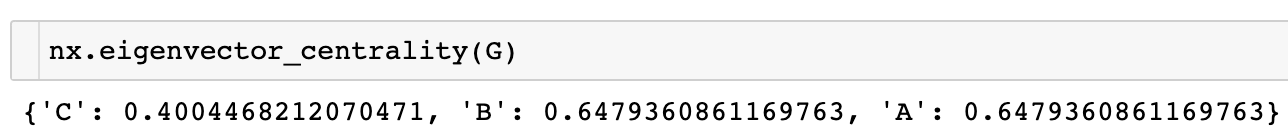 nx.eigenvector_centrality(G)
{'C': 0.4004468212070471, 'B': 0.6479360861169763, 'A': 0.6479360861169763}